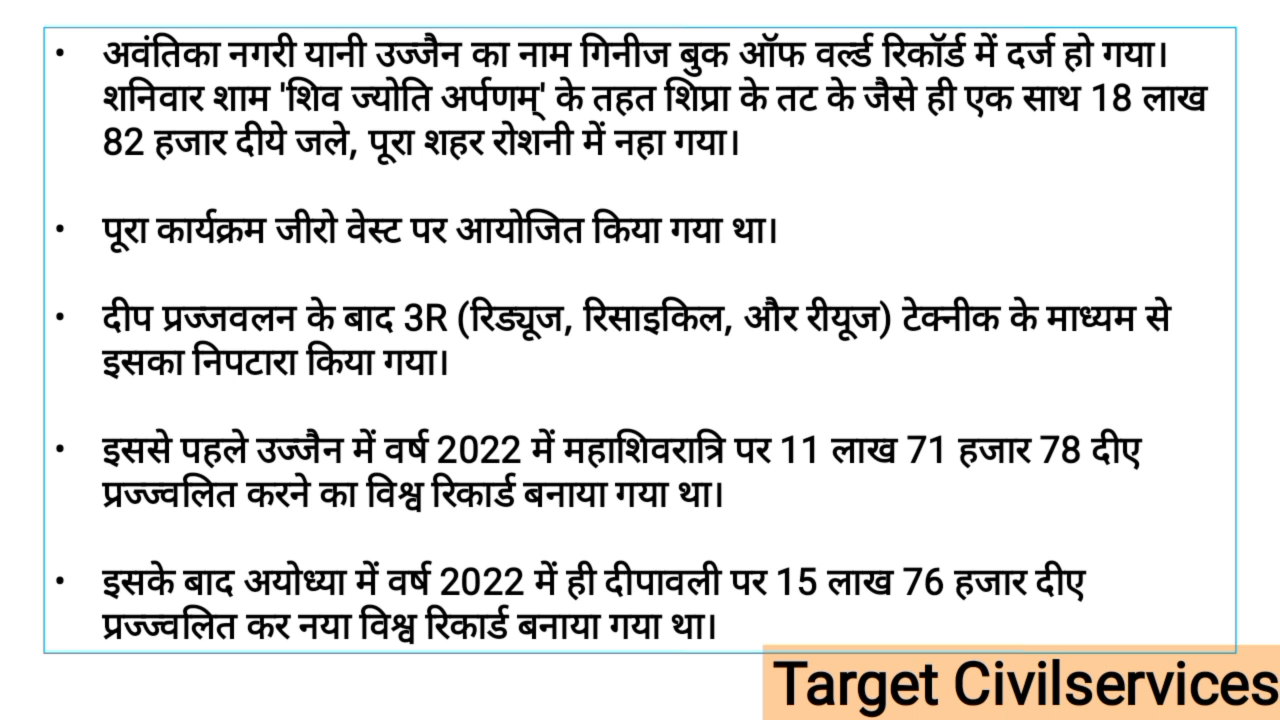 • अवंतिका नगरी यानी उज्जैन का नाम गिनीज बुक ऑफ वर्ल्ड रिकॉर्ड में दर्ज हो गया।
शनिवार शाम 'शिव ज्योति अर्पणम्' के तहत शिप्रा के तट के जैसे ही एक साथ 18 लाख
82 हजार दीये जले, पूरा शहर रोशनी में नहा गया।
• पूरा कार्यक्रम जीरो वेस्ट पर आयोजित किया गया था।
• दीप प्रज्जवलन के बाद 3R (रिड्यूज, रिसाइकिल, और रीयूज) टेक्नीक के माध्यम से
इसका निपटारा किया गया।
• इससे पहले उज्जैन में वर्ष 2022 में महाशिवरात्रि पर 11 लाख 71 हजार 78 दीए
प्रज्ज्वलित करने का विश्व रिकार्ड बनाया गया था।
• इसके बाद अयोध्या में वर्ष 2022 में ही दीपावली पर 15 लाख 76 हजार दीए
प्रज्ज्वलित कर नया विश्व रिकार्ड बनाया गया था।
Target Civilservices